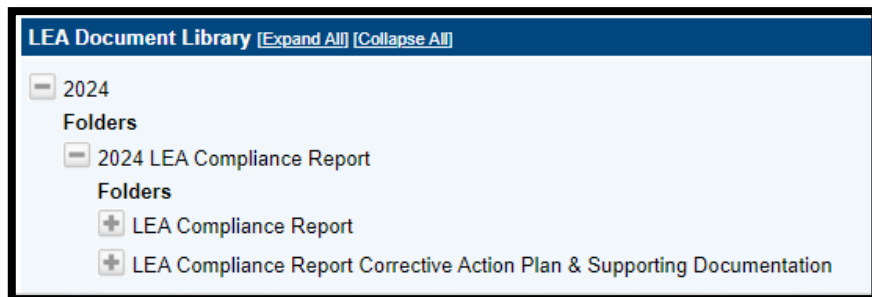 LEA Document Library [Expand All] [Collapse All]
2024
Folders
2024 LEA Compliance Report
Folders
LEA Compliance Report
LEA Compliance Report Corrective Action Plan & Supporting Documentation